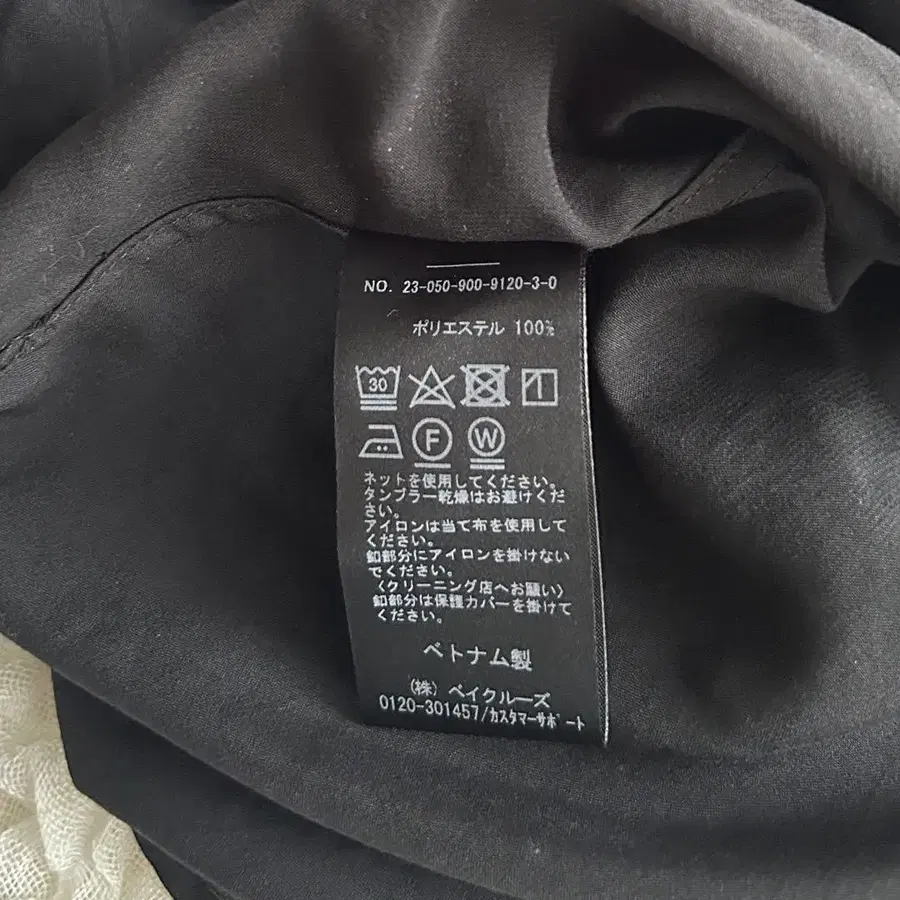 NO. 23-050-900-9120-3-0
ポリエステル 100%
30
F W
ネットを使用してください。
タンブラー乾燥はお避けくだ
さい。
アイロンは当て布を使用して
ください。
釦部分にアイロンを掛けない
でください。
〈クリーニング店へお願い〉
釦部分は保護カバーを掛けて
ください。
ベトナム製
(株) ベイクルーズ
0120-301457/カスタマーサポート